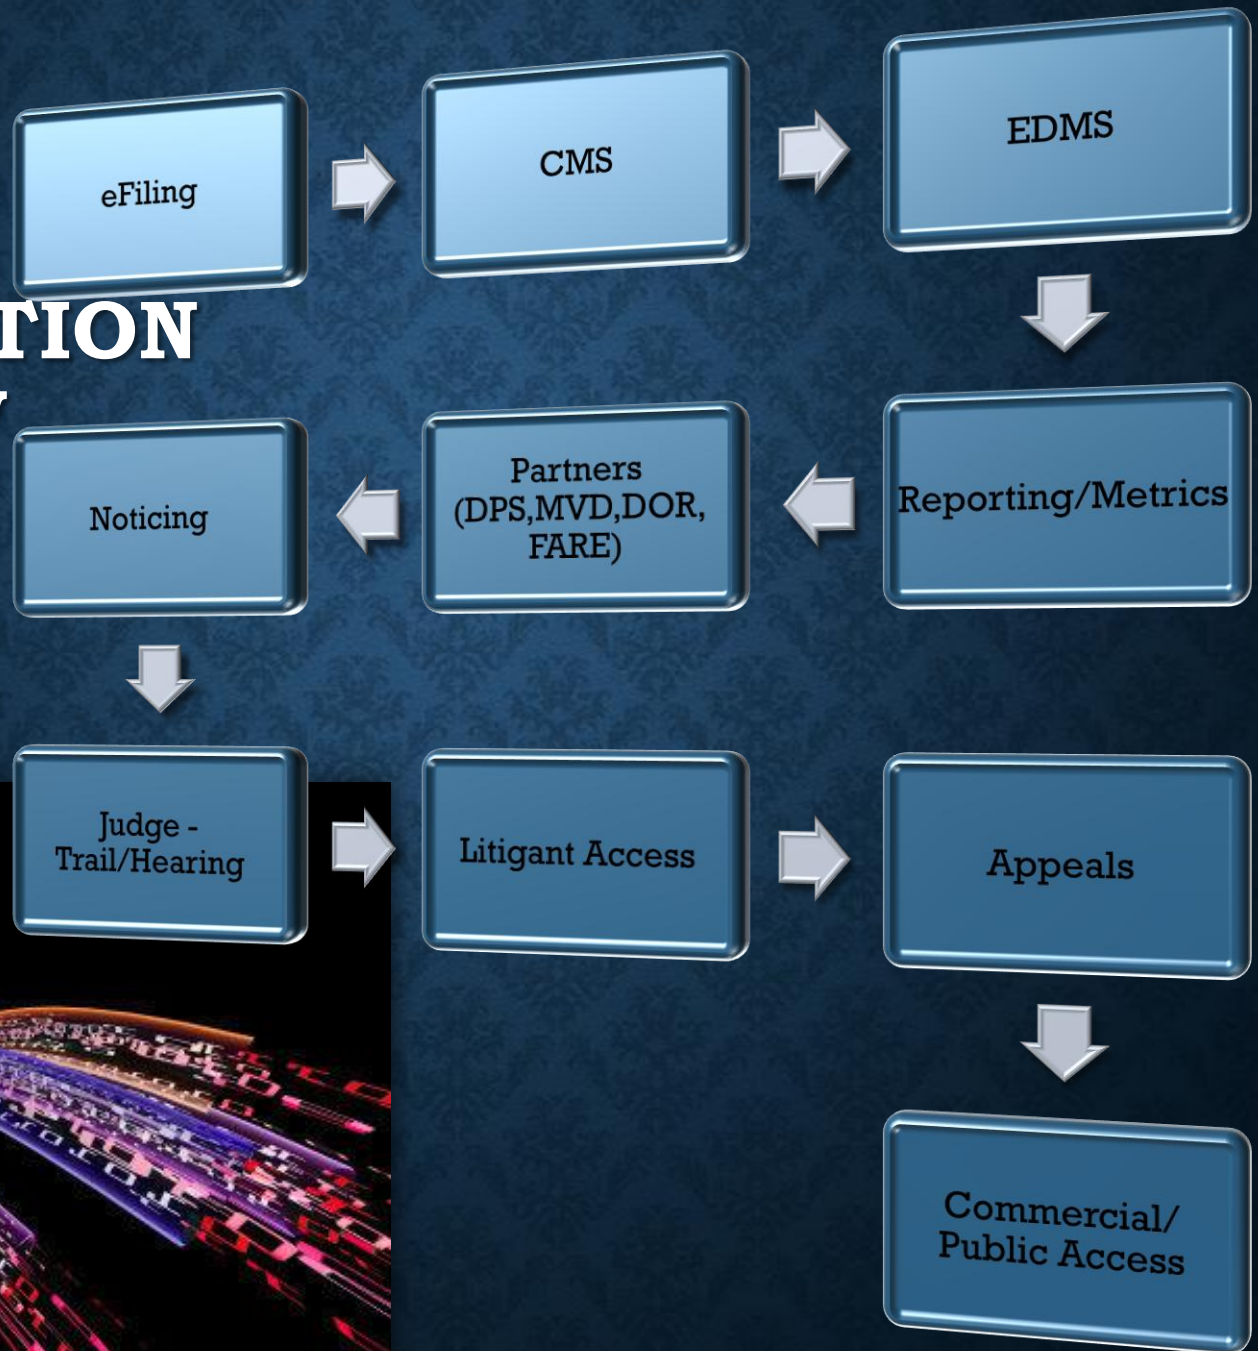 eFiling
CMS
EDMS
TION
Noticing
Partners
(DPS,MVD,DOR,
FARE)
Reporting/Metrics
Judge -
Trail/Hearing
Litigant Access
Appeals
Commercial/
Public Access